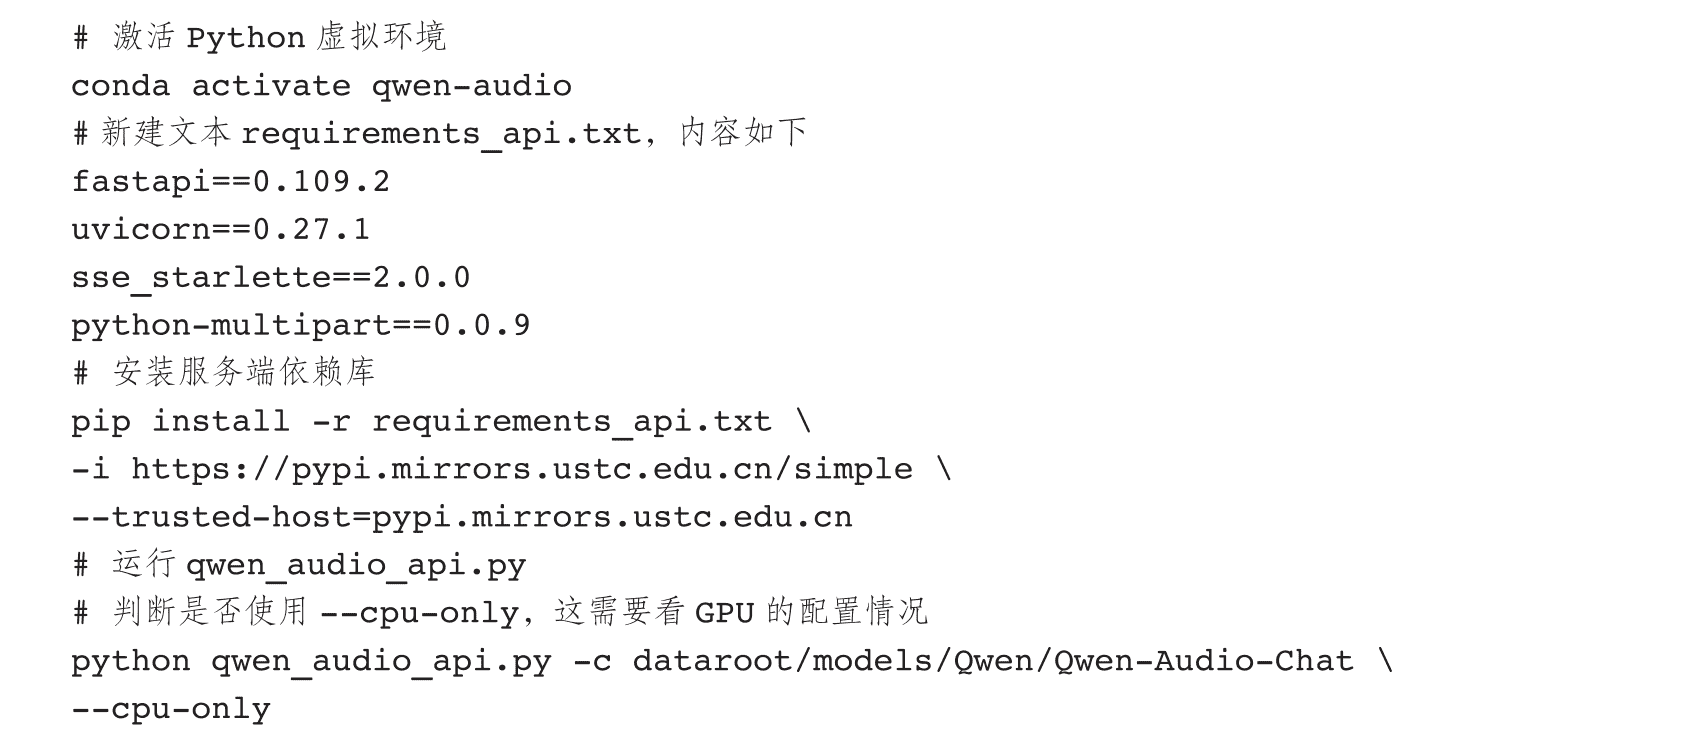 # 激活 Python 虚拟环境
conda activate qwen-audio
# 新建文本 requirements_api.txt，内容如下
fastapi==0.109.2
uvicorn==0.27.1
sse_starlette==2.0.0
python-multipart==0.0.9
# 安装服务端依赖库
pip install -r requirements_api.txt \
-i https://pypi.mirrors.ustc.edu.cn/simple \
--trusted-host=pypi.mirrors.ustc.edu.cn
# 运行 qwen_audio_api.py
# 判断是否使用 --cpu-only，这需要看 GPU 的配置情况
python qwen_audio_api.py -c dataroot/models/Qwen/Qwen-Audio-Chat \
--cpu-only